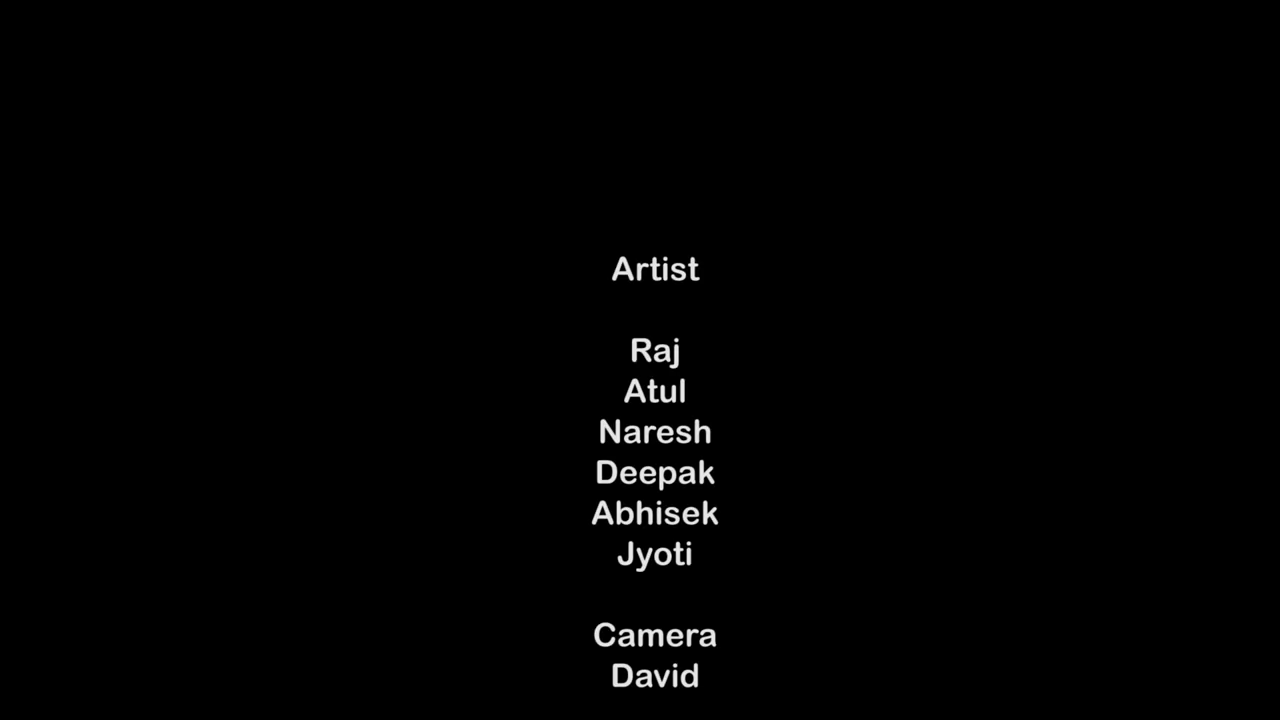 Artist
Raj
Atul
Naresh
Deepak
Abhisek
Jyoti
Camera
David